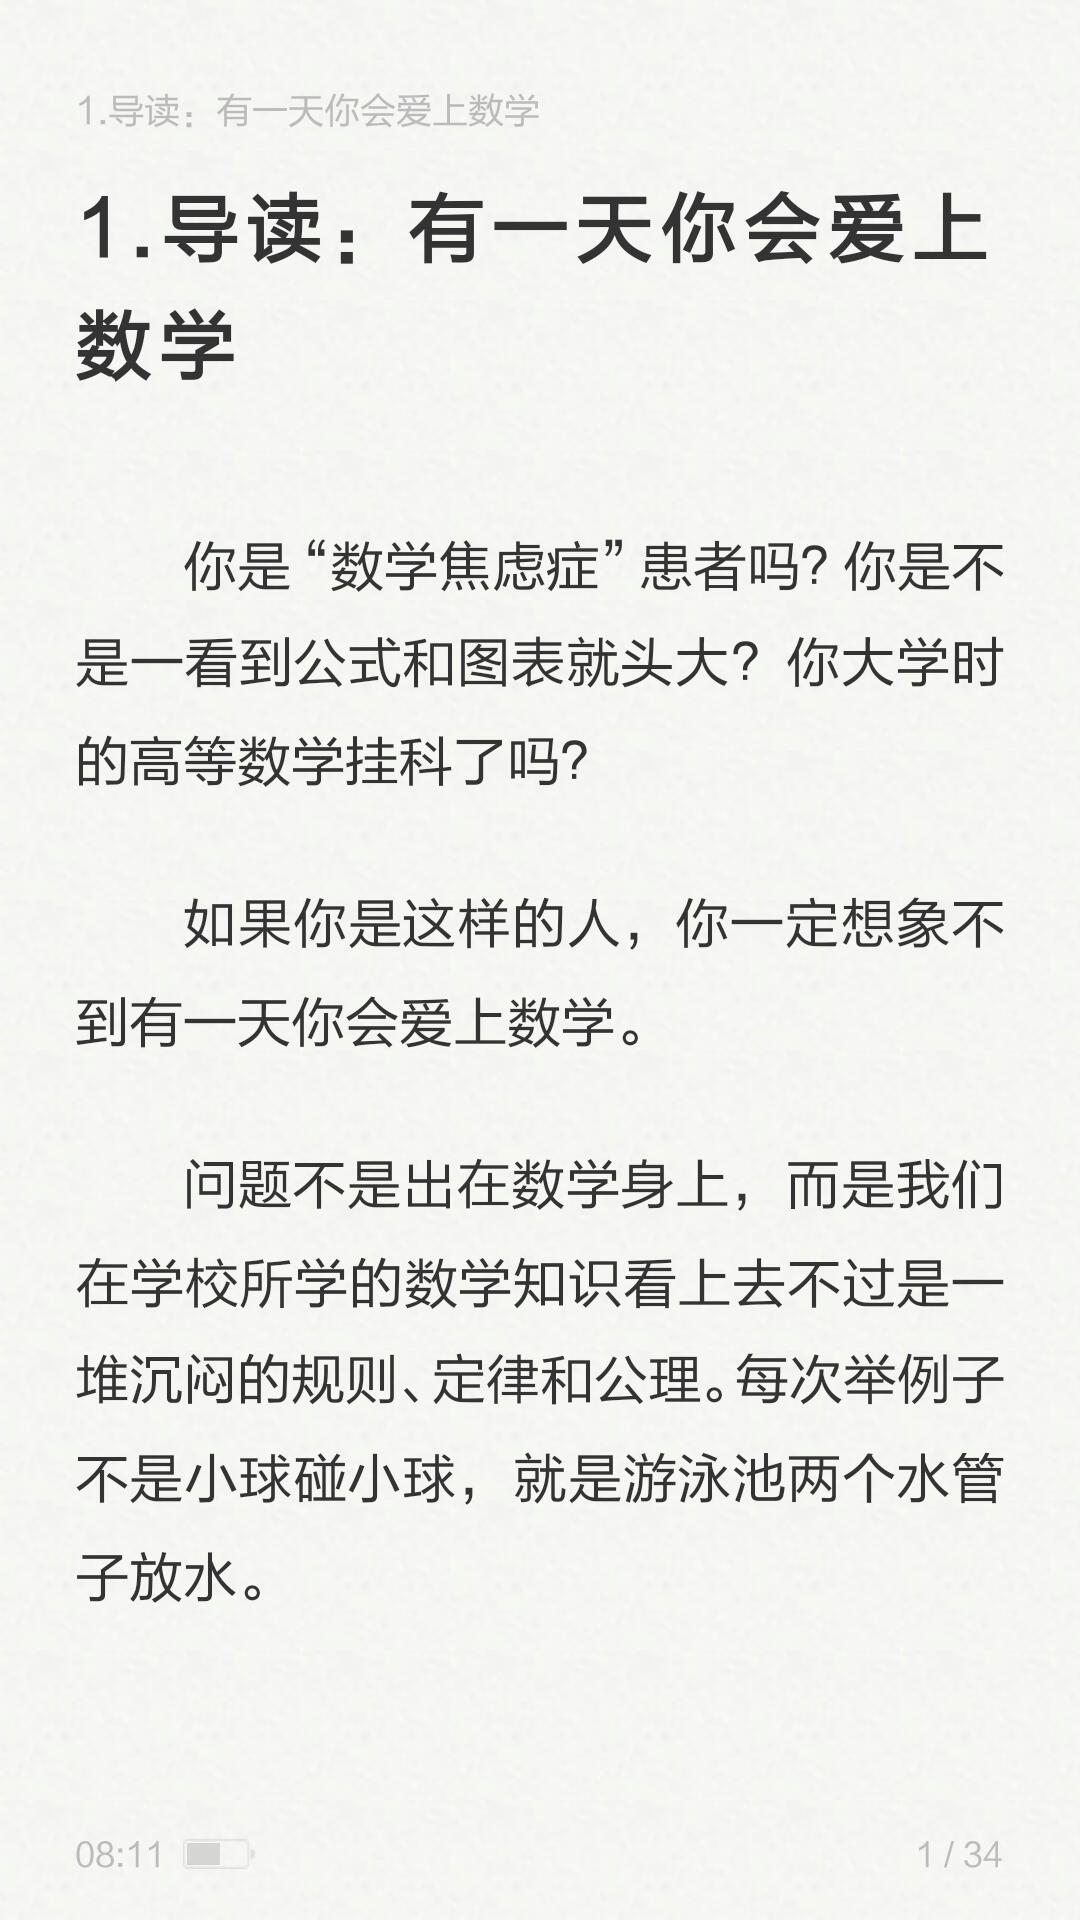 1.导读：有一天你会爱上数学
1.导读：有一天你会爱上
数学
你是“数学焦虑症”患者吗？你是不
是一看到公式和图表就头大？你大学时
的高等数学挂科了吗？
如果你是这样的人，你一定想象不
到有一天你会爱上数学。
问题不是出在数学身上，而是我们
在学校所学的数学知识看上去不过是一
堆沉闷的规则、定律和公理。每次举例子
不是小球碰小球，就是游泳池两个水管
子放水。
08:11 1 / 34